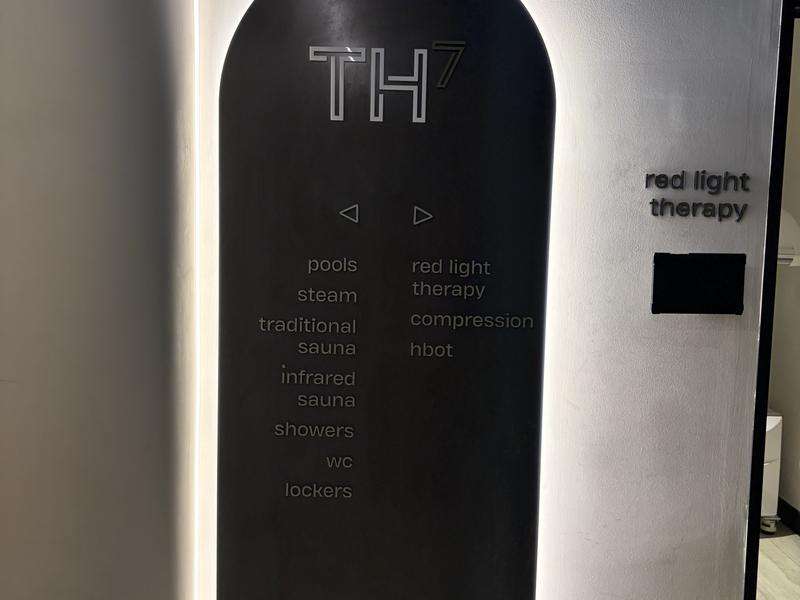 TH7
pools
steam
traditional
sauna
infrared
sauna
showers
wc
lockers
red light
therapy
compression
hbot
red light
therapy